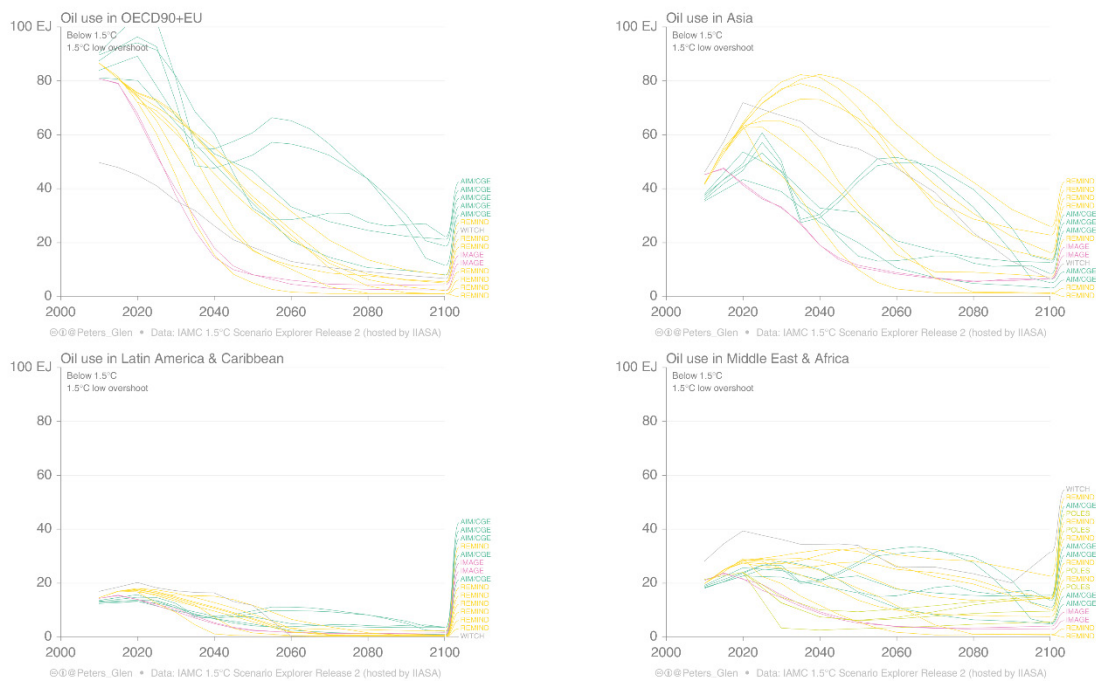 Oil use in OECD90+EU
100 EJ
Below 1.5°C
1.5°C low overshoot
80
60
40
20
0
AIM/CGE
AIM/CGE
AIM/CGE
AIM/CGE
AIM/CGE
REMIND
WITCH
REMIND
REMIND
IMAGE
IMAGE
REMIND
REMIND
REMIND
REMIND
2000
2020
2040
2060
2080
2100
@Peters_Glen • Data: IAMC 1.5°C Scenario Explorer Release 2 (hosted by IIASA)
Oil use in Asia
100 EJ
Below 1.5°C
1.5°C low overshoot
80
60
40
20
0
REMIND
REMIND
REMIND
REMIND
AIM/CGE
AIM/CGE
AIM/CGE
REMIND
IMAGE
IMAGE
WITCH
AIM/CGE
AIM/CGE
REMIND
REMIND
2000
2020
2040
2060
2080
2100
@Peters_Glen • Data: IAMC 1.5°C Scenario Explorer Release 2 (hosted by IIASA)
Oil use in Latin America & Caribbean
100 EJ
Below 1.5°C
1.5°C low overshoot
80
60
40
20
0
AIM/CGE
AIM/CGE
AIM/CGE
REMIND
AIM/CGE
IMAGE
IMAGE
AIM/CGE
REMIND
REMIND
REMIND
REMIND
REMIND
REMIND
WITCH
2000
2020
2040
2060
2080
2100
@Peters_Glen • Data: IAMC 1.5°C Scenario Explorer Release 2 (hosted by IIASA)
Oil use in Middle East & Africa
100 EJ
Below 1.5°C
1.5°C low overshoot
80
60
40
20
0
WITCH
REMIND
AIM/CGE
POLES
REMIND
POLES
REMIND
AIM/CGE
REMIND
AIM/CGE
POLES
REMIND
POLES
AIM/CGE
AIM/CGE
IMAGE
IMAGE
REMIND
REMIND
2000
2020
2040
2060
2080
2100
@Peters_Glen • Data: IAMC 1.5°C Scenario Explorer Release 2 (hosted by IIASA)